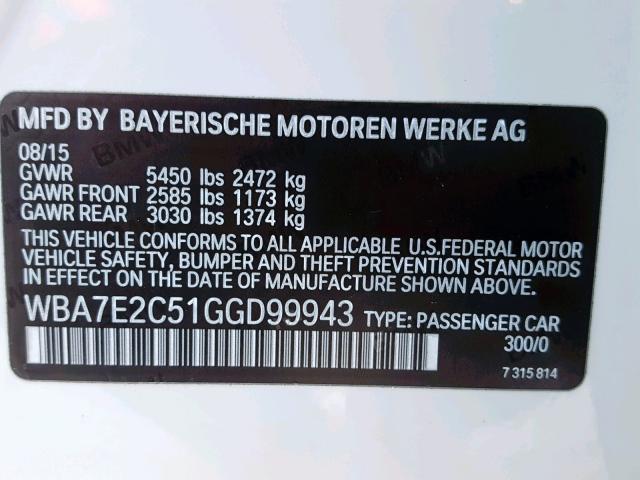 MFD BY BAYERISCHE MOTOREN WERKE AG
08/15
GVWR 5450 lbs 2472 kg
GAWR FRONT 2585 lbs 1173 kg
GAWR REAR 3030 lbs 1374 kg
THIS VEHICLE CONFORMS TO ALL APPLICABLE U.S.FEDERAL MOTOR
VEHICLE SAFETY, BUMPER AND THEFT PREVENTION STANDARDS
IN EFFECT ON THE DATE OF MANUFACTURE SHOWN ABOVE.
WBA7E2C51GGD99943 TYPE: PASSENGER CAR
300/0
7 315 814